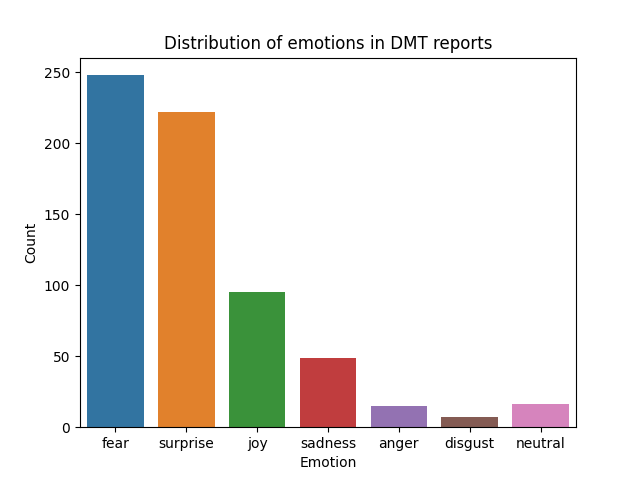 Distribution of emotions in DMT reports
250
200
150
100
50
0
Count
fear surprise joy sadness anger disgust neutral
Emotion